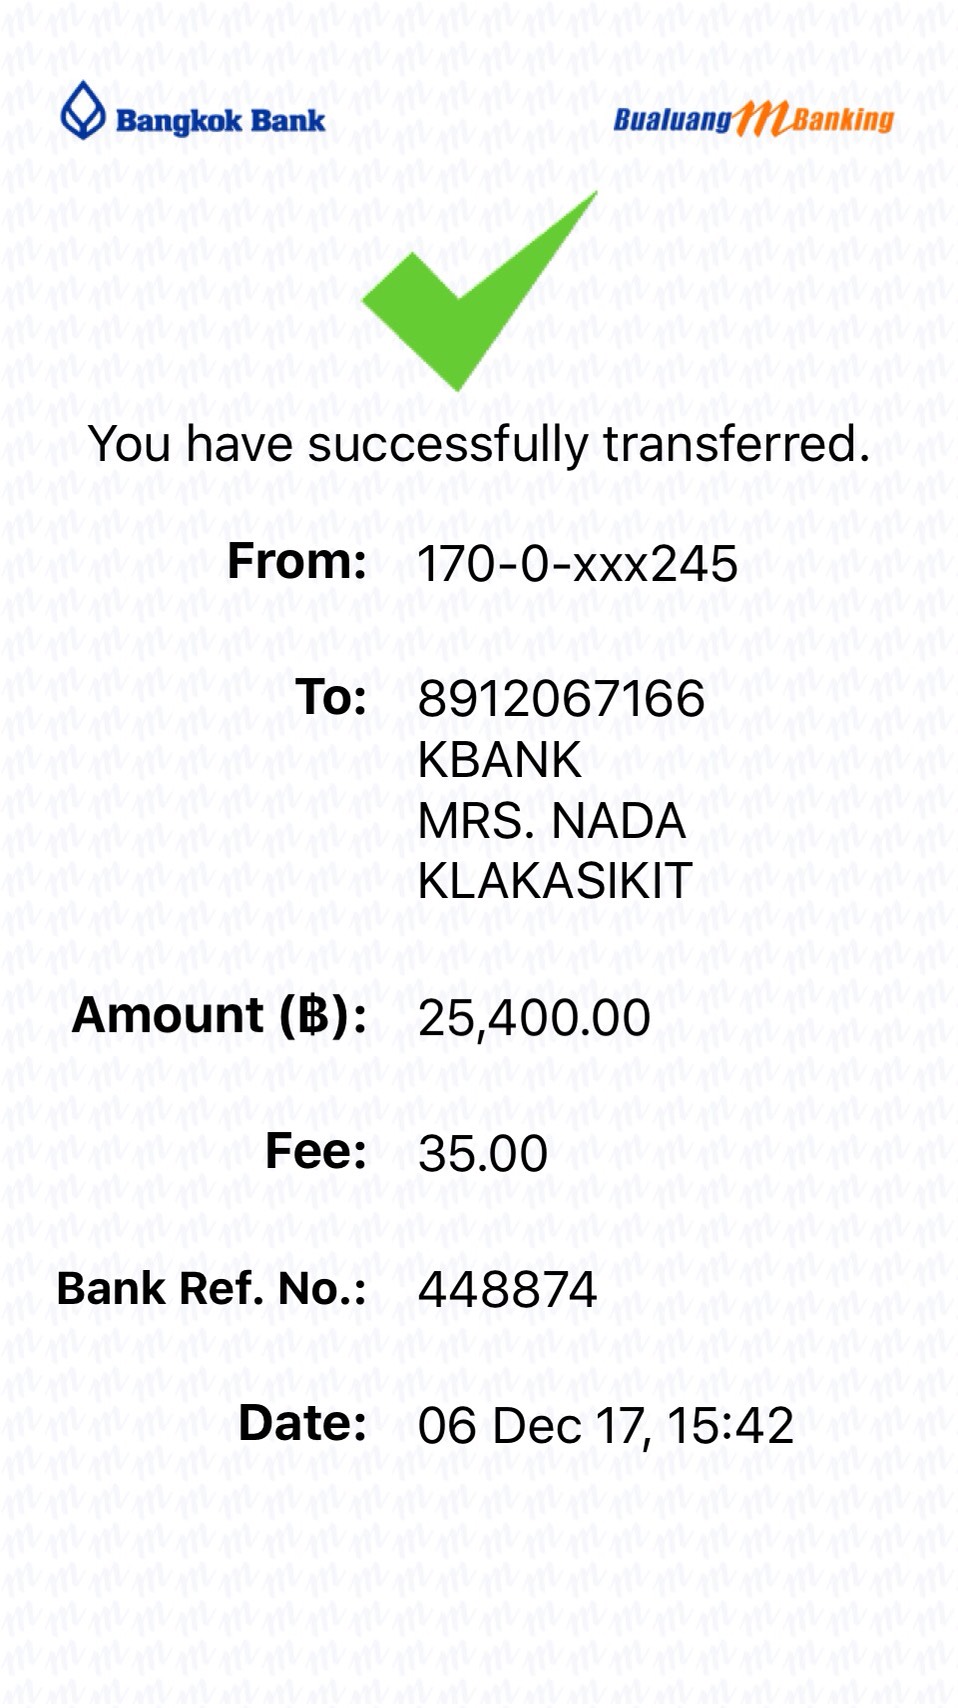 Bangkok Bank
Bualuang mBanking
You have successfully transferred.
From: 170-0-xxx245
To: 8912067166
KBANK
MRS. NADA
KLAKASIKIT
Amount (฿): 25,400.00
Fee: 35.00
Bank Ref. No.: 448874
Date: 06 Dec 17, 15:42